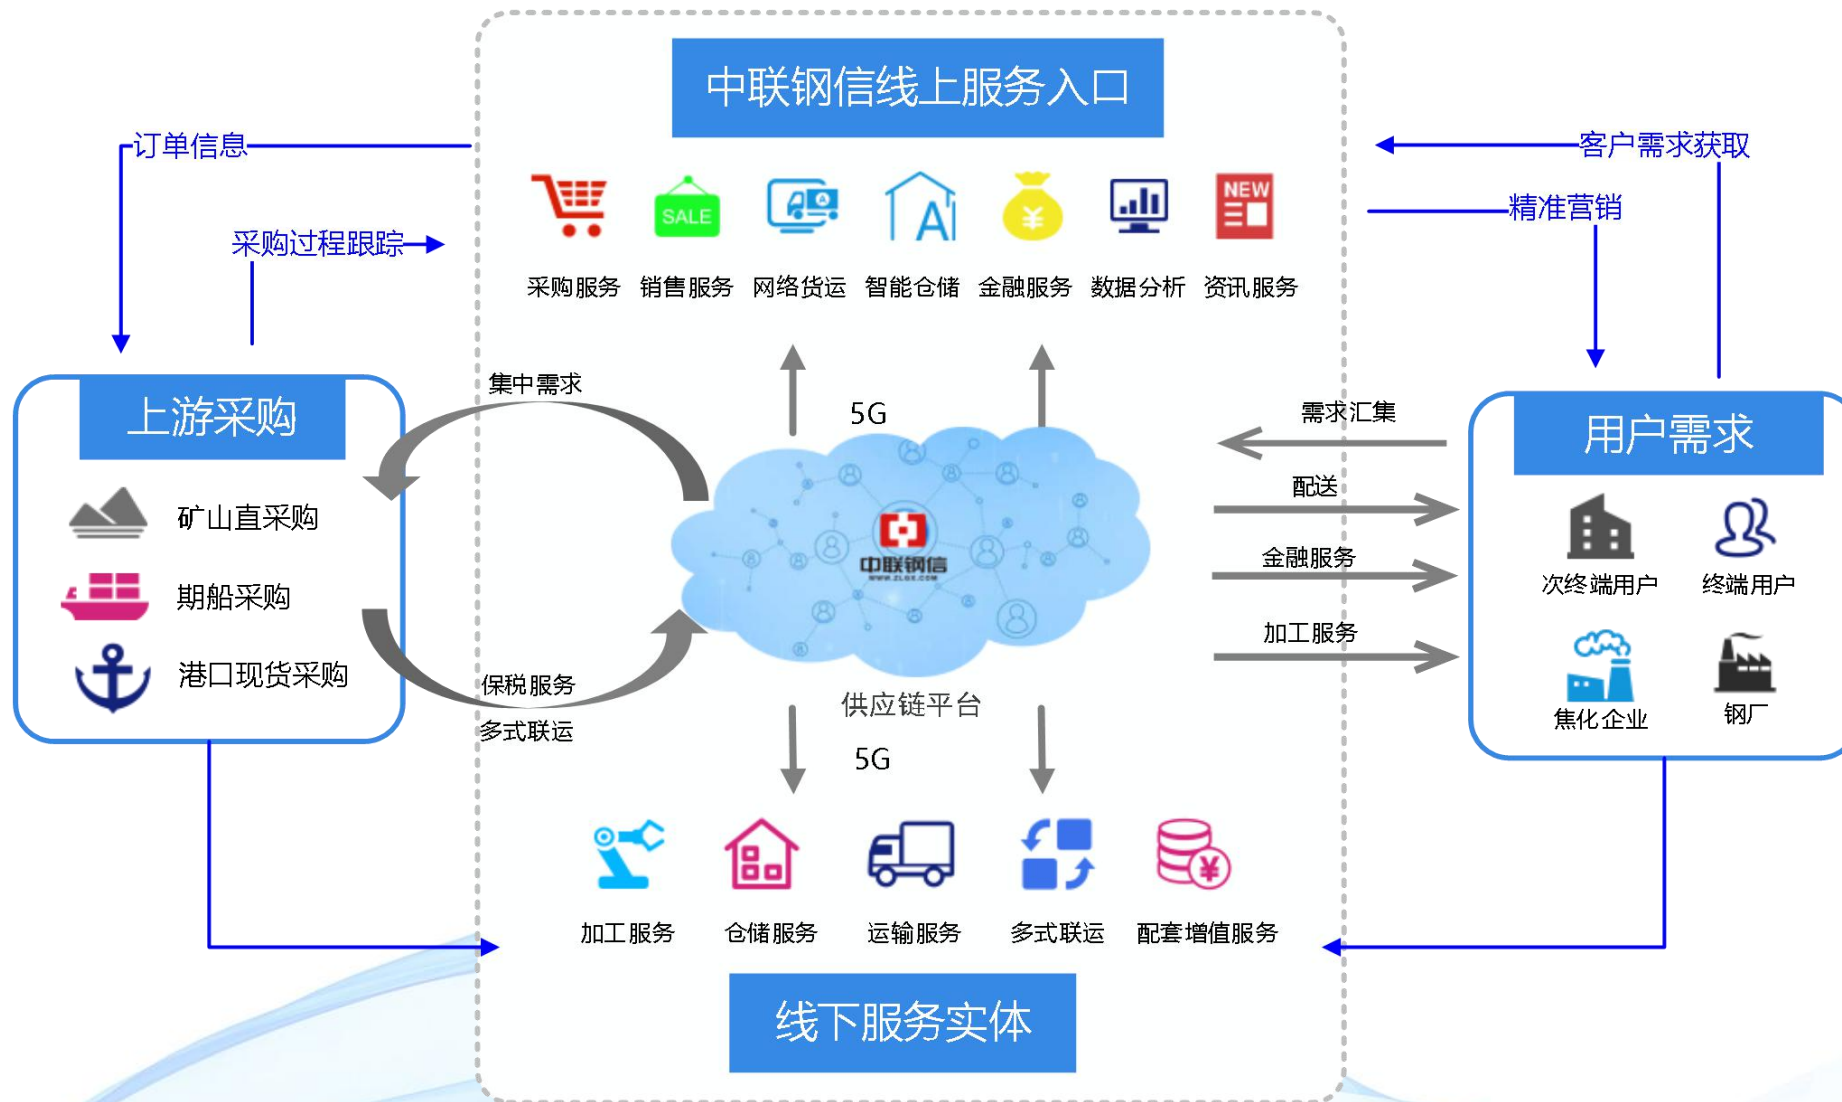 中联钢信线上服务入口
订单信息
客户需求获取
采购过程跟踪
精准营销
SALE
A
A
¥
NEW
采购服务 销售服务 网络货运 智能仓储 金融服务 数据分析 资讯服务
集中需求
5G
需求汇集
上游采购
用户需求
矿山直采购
期船采购
港口现货采购
配送
金融服务
加工服务
中联钢信
WWW.ZLGX.COM
次终端用户 终端用户
焦化企业 钢厂
保税服务
多式联运
供应链平台
5G
¥
加工服务 仓储服务 运输服务 多式联运 配套增值服务
线下服务实体